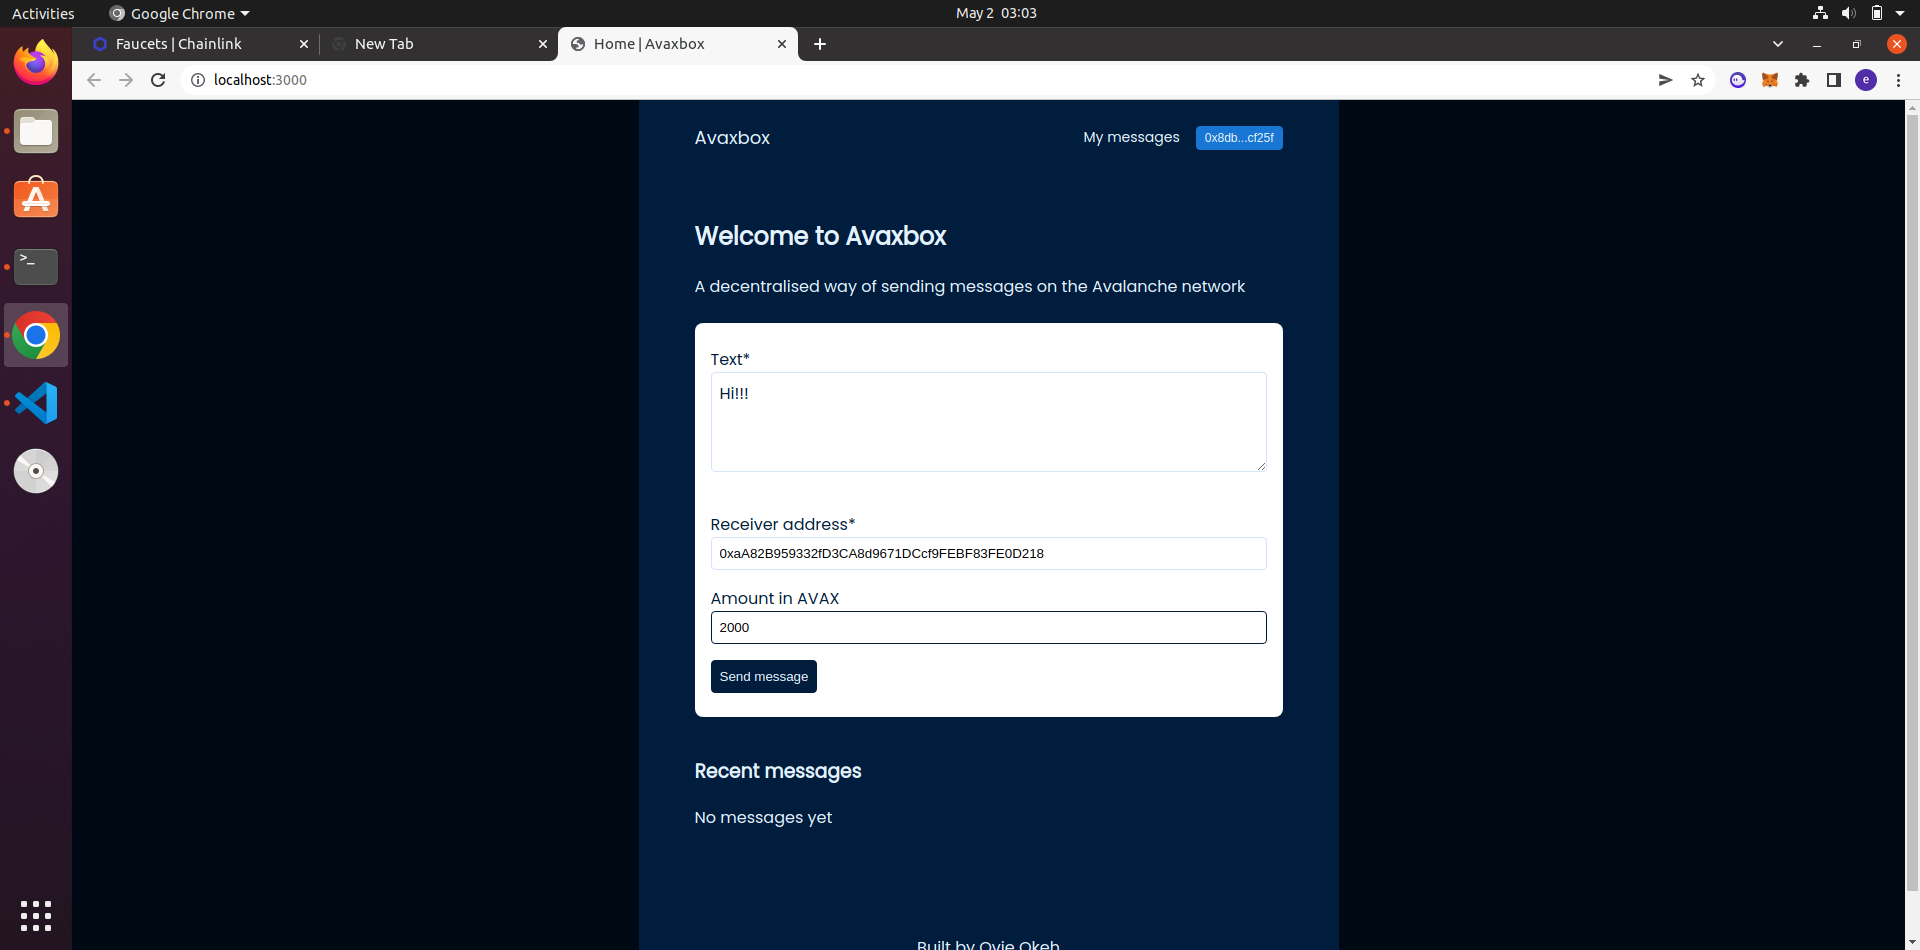 Activities
Google Chrome
May 2 03:03
Faucets | Chainlink
New Tab
Home | Avaxbox
localhost:3000
e
>_
Avaxbox
My messages
0x8db...cf25f
Welcome to Avaxbox
A decentralised way of sending messages on the Avalanche network
Text*
Hi!!!
Receiver address*
0xaA82B959332fD3CA8d9671DCcf9FEBF83FE0D218
Amount in AVAX
2000
Send message
Recent messages
No messages yet
Built by Ovie Okeh